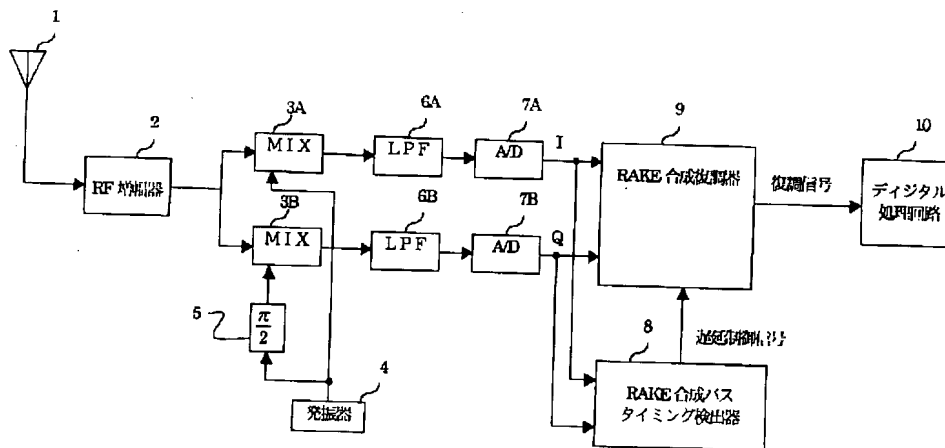 1
2
RF 増幅器
3A
MIX
3B
MIX
5
π/2
4
発振器
6A
LPF
6B
LPF
7A
A/D
I
7B
A/D
Q
9
RAKE 合成復調器
復調信号
10
ディジタル
処理回路
遅延制御信号
8
RAKE 合成パス
タイミング検出器